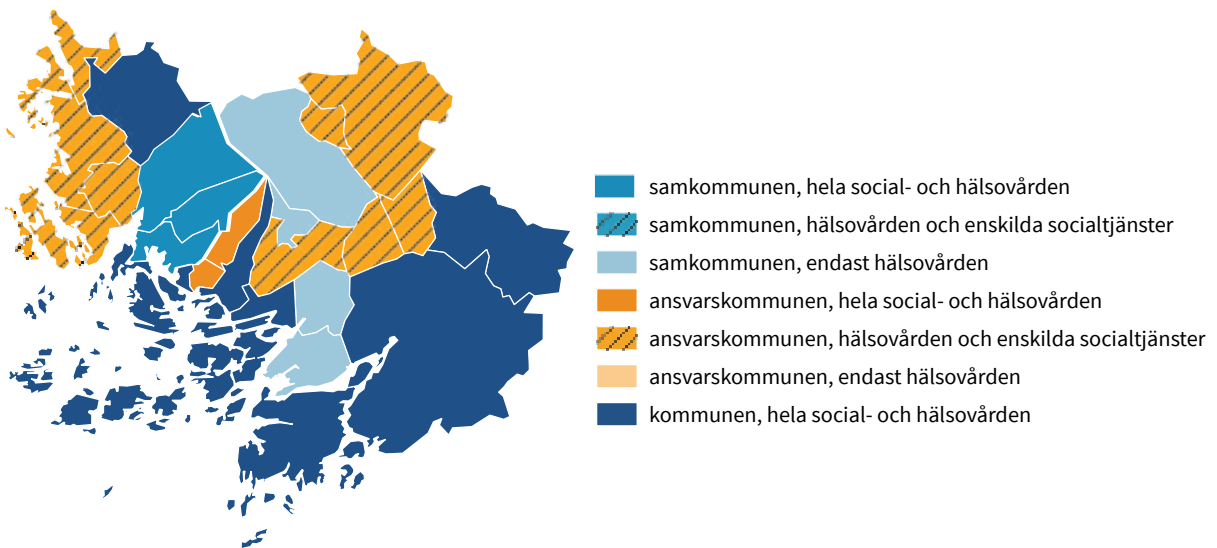 samkommunen, hela social- och hälsovården
samkommunen, hälsovården och enskilda socialtjänster
samkommunen, endast hälsovården
ansvarskommunen, hela social- och hälsovården
ansvarskommunen, hälsovården och enskilda socialtjänster
ansvarskommunen, endast hälsovården
kommunen, hela social- och hälsovården